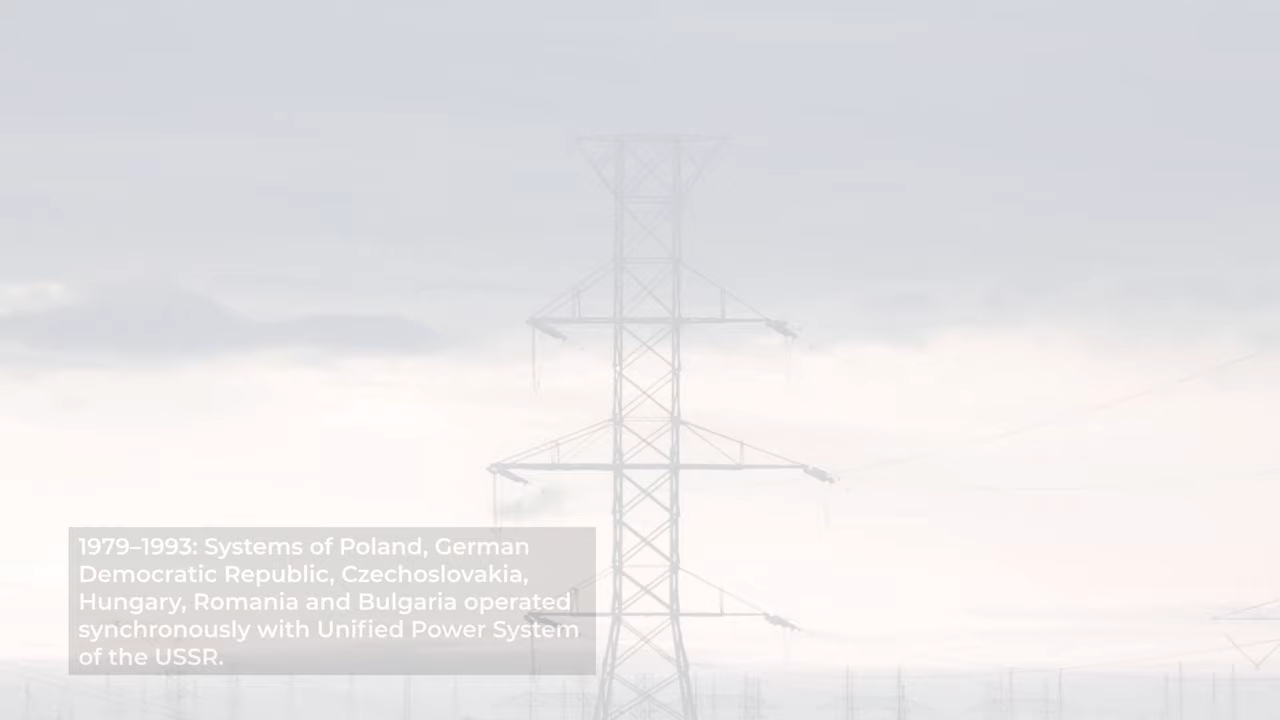 1979–1993: Systems of Poland, German
Democratic Republic, Czechoslovakia,
Hungary, Romania and Bulgaria operated
synchronously with Unified Power System
of the USSR.